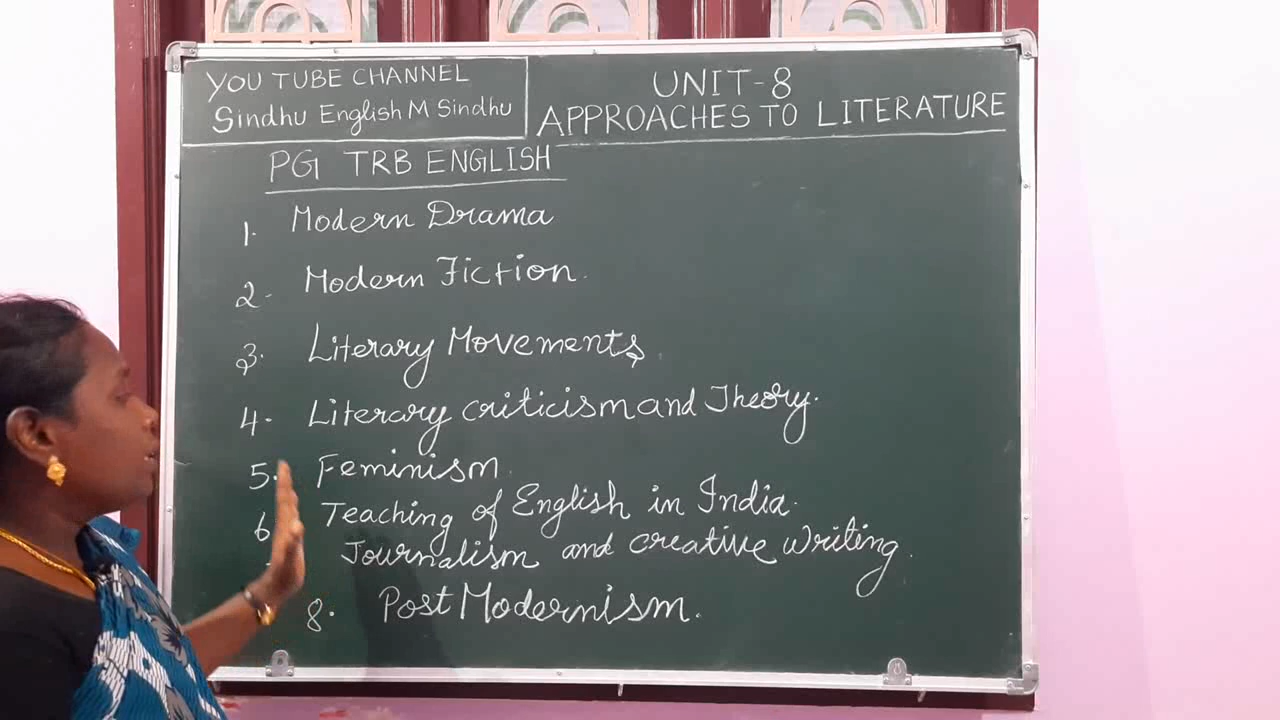 YOU TUBE CHANNEL
Sindhu English M Sindhu
UNIT-8
APPROACHES TO LITERATURE
PG TRB ENGLISH
1. Modern Drama
2. Modern Fiction.
3. Literary Movements.
4. Literary criticism and Theory.
5. Feminism.
6 Teaching of English in India.
Journalism and creative writing.
8. Post Modernism.